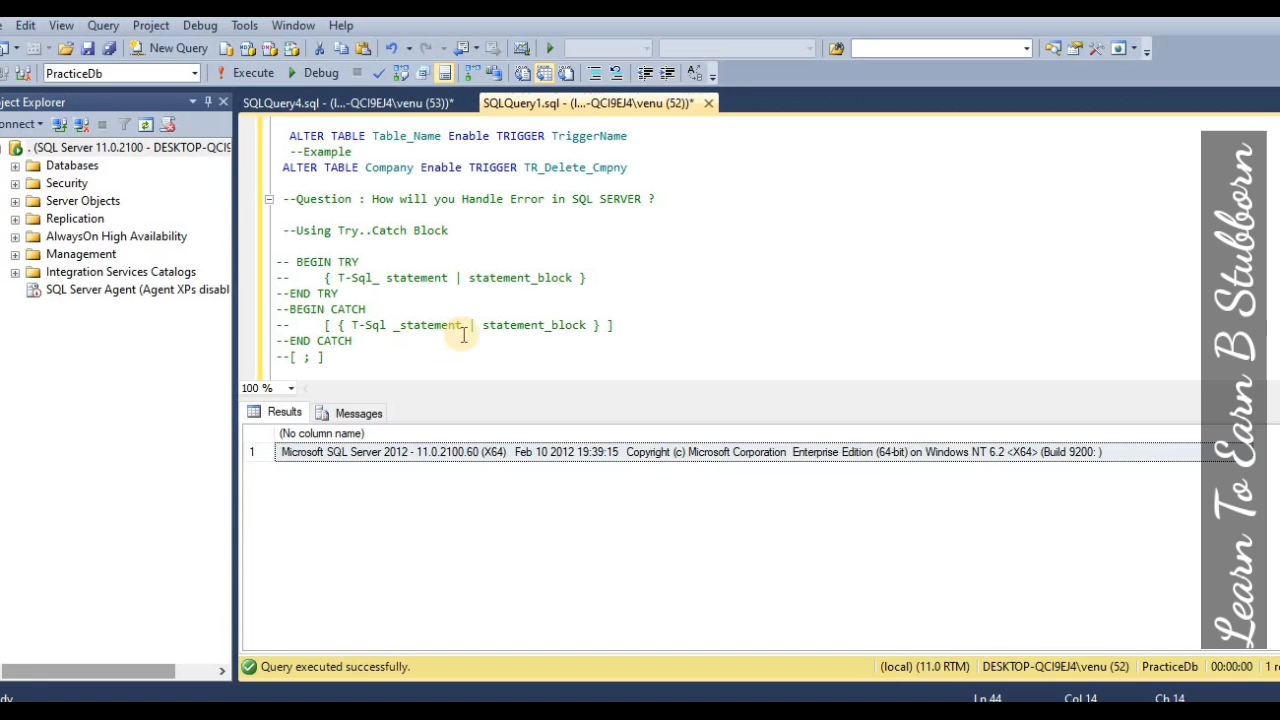 Edit View Query Project Debug Tools Window Help
New Query
PracticeDb Execute Debug
ject Explorer
SQLQuery4.sql - (l...-QCI9EJ4\venu (53))*
SQLQuery1.sql - (l...-QCI9EJ4\venu (52))*
onnect
. (SQL Server 11.0.2100 - DESKTOP-QCI9
Databases
Security
Server Objects
Replication
AlwaysOn High Availability
Management
Integration Services Catalogs
SQL Server Agent (Agent XPs disabl
ALTER TABLE Table_Name Enable TRIGGER TriggerName
--Example
ALTER TABLE Company Enable TRIGGER TR_Delete_Cmpny
--Question : How will you Handle Error in SQL SERVER ?
--Using Try..Catch Block
-- BEGIN TRY
--     { T-Sql_ statement | statement_block }
--END TRY
--BEGIN CATCH
--     [ { T-Sql _statement | statement_block } ]
--END CATCH
--[ ; ]
100 %
Results Messages
(No column name)
1 Microsoft SQL Server 2012 - 11.0.2100.60 (X64) Feb 10 2012 19:39:15 Copyright (c) Microsoft Corporation Enterprise Edition (64-bit) on Windows NT 6.2 <X64> (Build 9200: )
Query executed successfully.
(local) (11.0 RTM) DESKTOP-QCI9EJ4\venu (52) PracticeDb 00:00:00 1 r
dy Ln 44 Col 14 Ch 14
Learn To Earn B Stubborn